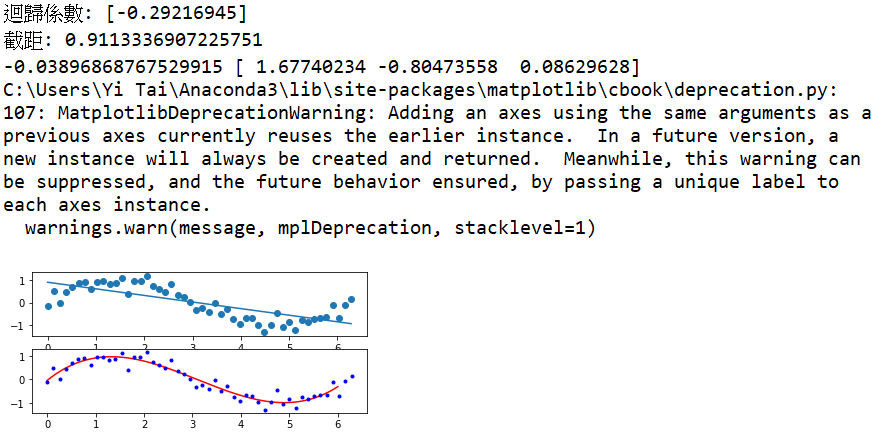 迴歸係數: [-0.29216945]
截距: 0.9113336907225751
-0.03896868767529915 [ 1.67740234 -0.80473558  0.08629628]
C:\Users\Yi Tai\Anaconda3\lib\site-packages\matplotlib\cbook\deprecation.py:
107: MatplotlibDeprecationWarning: Adding an axes using the same arguments as a
previous axes currently reuses the earlier instance.  In a future version, a
new instance will always be created and returned.  Meanwhile, this warning can
be suppressed, and the future behavior ensured, by passing a unique label to
each axes instance.
  warnings.warn(message, mplDeprecation, stacklevel=1)
1
0
−1
0 1 2 3 4 5 6
1
0
−1
0 1 2 3 4 5 6